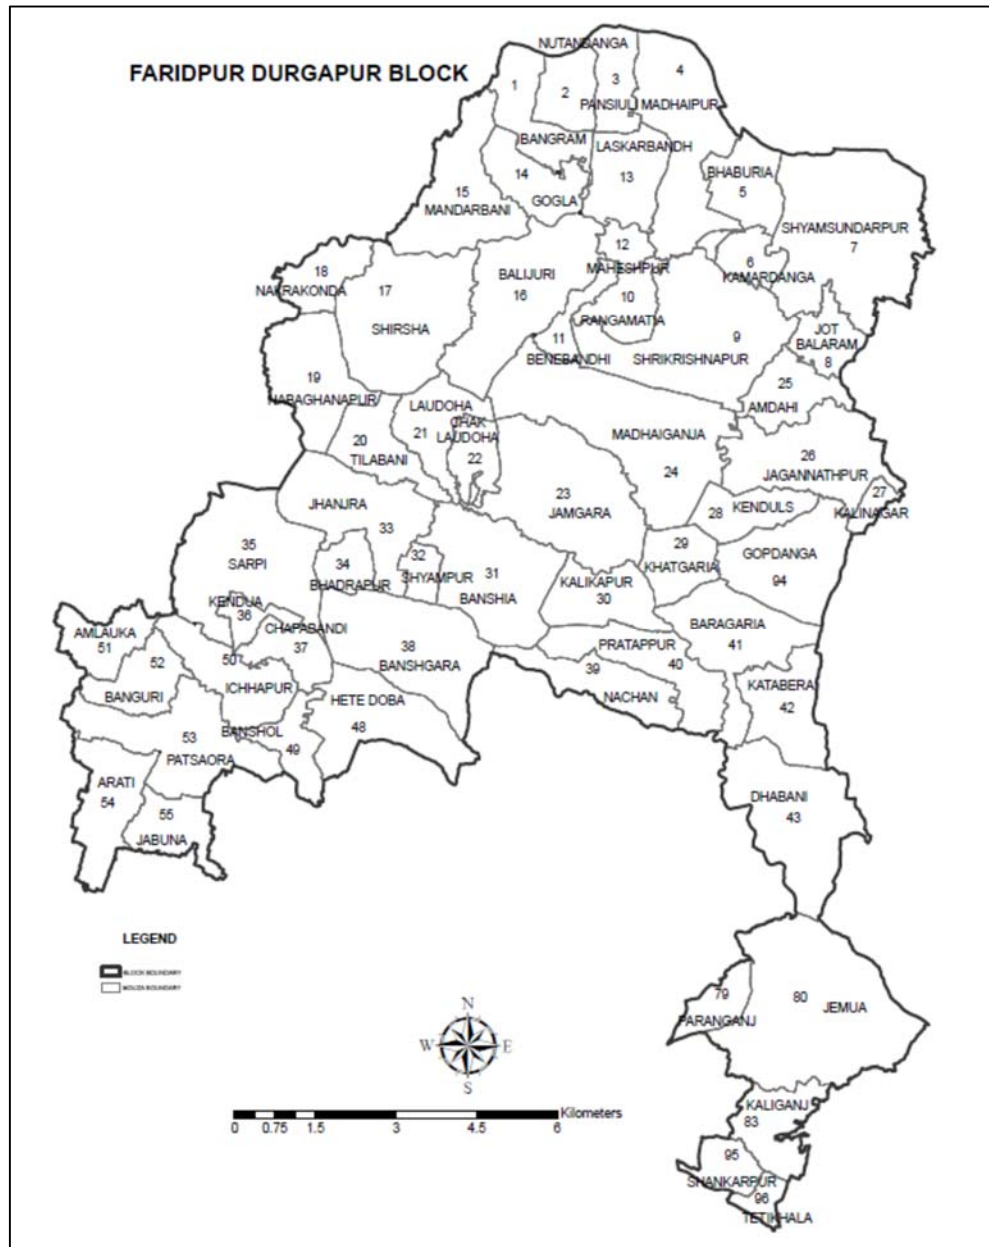 FARIDPUR DURGAPUR BLOCK
NUTANDANGA
1
2
3
4
PANSIULI
MADHAIPUR
BANGRAM
LASKARBANDH
14
13
BHABURIA
5
15
MANDARBANI
GOGLA
SHYAMSUNDARPUR
7
12
MAHESHPUR
6
KAMARDANGA
18
NAKRAKONDA
17
BALIJURI
16
10
RANGAMATIA
SHIRSHA
11
BENEBANDHI
9
SHRIKRISHNAPUR
JOT
BALARAM
8
19
NABAGHANAPUR
25
AMDAHI
LAUDOHA
21
CHAK
LAUDOHA
22
20
TILABANI
MADHAIGANJA
24
26
JAGANNATHPUR
23
JAMGARA
27
KALINAGAR
28
KENDULS
JHANJRA
33
35
SARPI
34
BHADRAPUR
32
SHYAMPUR
31
BANSHIA
29
KHATGARIA
GOPDANGA
94
KALIKAPUR
30
KENDUA
36
CHAPABANDI
37
AMLAUKA
51
52
BANGURI
50
ICHHAPUR
38
BANSHGARA
PRATAPPUR
40
39
NACHAN
BARAGARIA
41
KATABERA
42
HETE DOBA
48
BANSHOL
49
53
PATSAORA
ARATI
54
55
JABUNA
DHABANI
43
LEGEND
BLOCK BOUNDARY
MOUZA BOUNDARY
79
PARANGANJ
80
JEMUA
N
W
E
S
Kilometers
0 0.75 1.5 3 4.5 6
KALIGANJ
83
95
SHANKARPUR
96
TETIKHALA